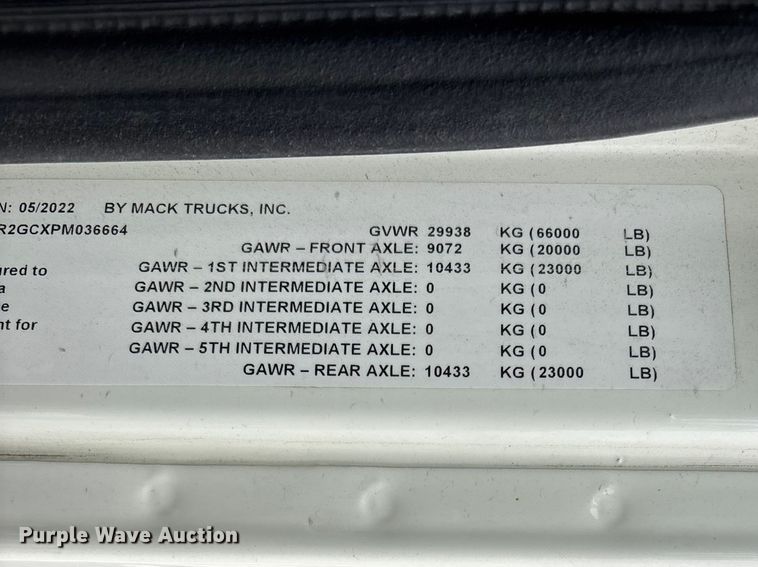 N: 05/2022 BY MACK TRUCKS, INC.
R2GCXPM036664 GVWR 29938 KG (66000 LB)
GAWR – FRONT AXLE: 9072 KG (20000 LB)
ured to GAWR – 1ST INTERMEDIATE AXLE: 10433 KG (23000 LB)
a GAWR – 2ND INTERMEDIATE AXLE: 0 KG (0 LB)
e GAWR – 3RD INTERMEDIATE AXLE: 0 KG (0 LB)
nt for GAWR – 4TH INTERMEDIATE AXLE: 0 KG (0 LB)
GAWR – 5TH INTERMEDIATE AXLE: 0 KG (0 LB)
GAWR – REAR AXLE: 10433 KG (23000 LB)
Purple Wave Auction